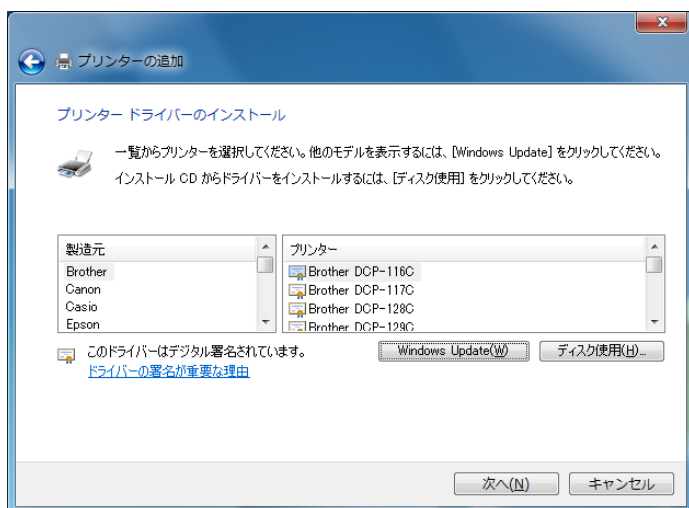 プリンターの追加
プリンター ドライバーのインストール
一覧からプリンターを選択してください。他のモデルを表示するには、[Windows Update] をクリックしてください。
インストール CD からドライバーをインストールするには、[ディスク使用] をクリックしてください。
製造元
Brother
Canon
Casio
Epson
プリンター
Brother DCP-116C
Brother DCP-117C
Brother DCP-128C
Brother DCP-129C
このドライバーはデジタル署名されています。
ドライバーの署名が重要な理由
Windows Update(W)
ディスク使用(H)...
次へ(N)
キャンセル